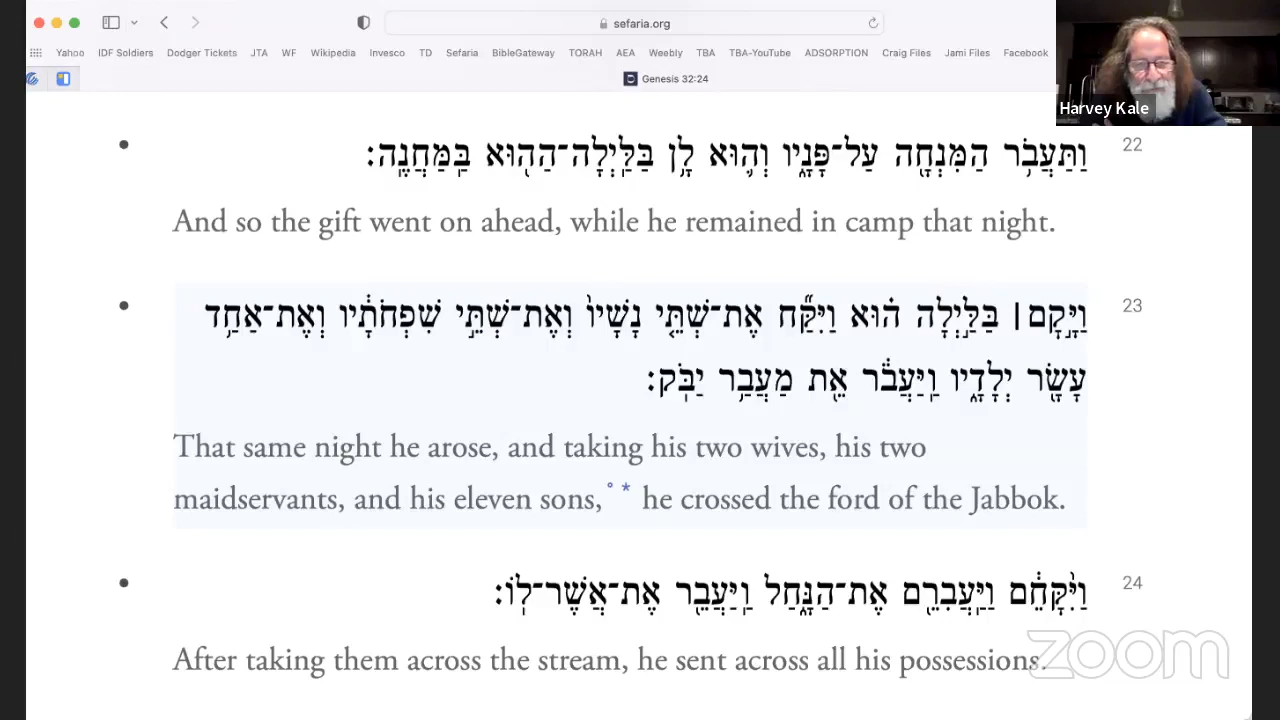 sefaria.org
Yahoo IDF Soldiers Dodger Tickets JTA WF Wikipedia Invesco TD Sefaria BibleGateway TORAH AEA Weebly TBA TBA-YouTube ADSORPTION Craig Files Jami Files Facebook
Genesis 32:24
Harvey Kale
22
וַתַּעֲבֹ֥ר הַמִּנְחָ֖ה עַל־פָּנָ֑יו וְה֛וּא לָ֥ן בַּלַּֽיְלָה־הַה֖וּא בַּֽמַּחֲנֶֽה׃
And so the gift went on ahead, while he remained in camp that night.
23
וַיָּ֣קׇם ׀ בַּלַּ֣יְלָה ה֗וּא וַיִּקַּ֞ח אֶת־שְׁתֵּ֤י נָשָׁיו֙ וְאֶת־שְׁתֵּ֣י שִׁפְחֹתָ֔יו וְאֶת־אַחַ֥ד
עָשָׂ֖ר יְלָדָ֑יו וַֽיַּעֲבֹ֔ר אֵ֖ת מַעֲבַ֥ר יַבֹּֽק׃
That same night he arose, and taking his two wives, his two
maidservants, and his eleven sons,° * he crossed the ford of the Jabbok.
24
וַיִּ֨קָּחֵ֔ם וַיַּֽעֲבִרֵ֖ם אֶת־הַנָּ֑חַל וַֽיַּעֲבֵ֖ר אֶת־אֲשֶׁר־לֽוֹ׃
After taking them across the stream, he sent across all his possessions.
zoom